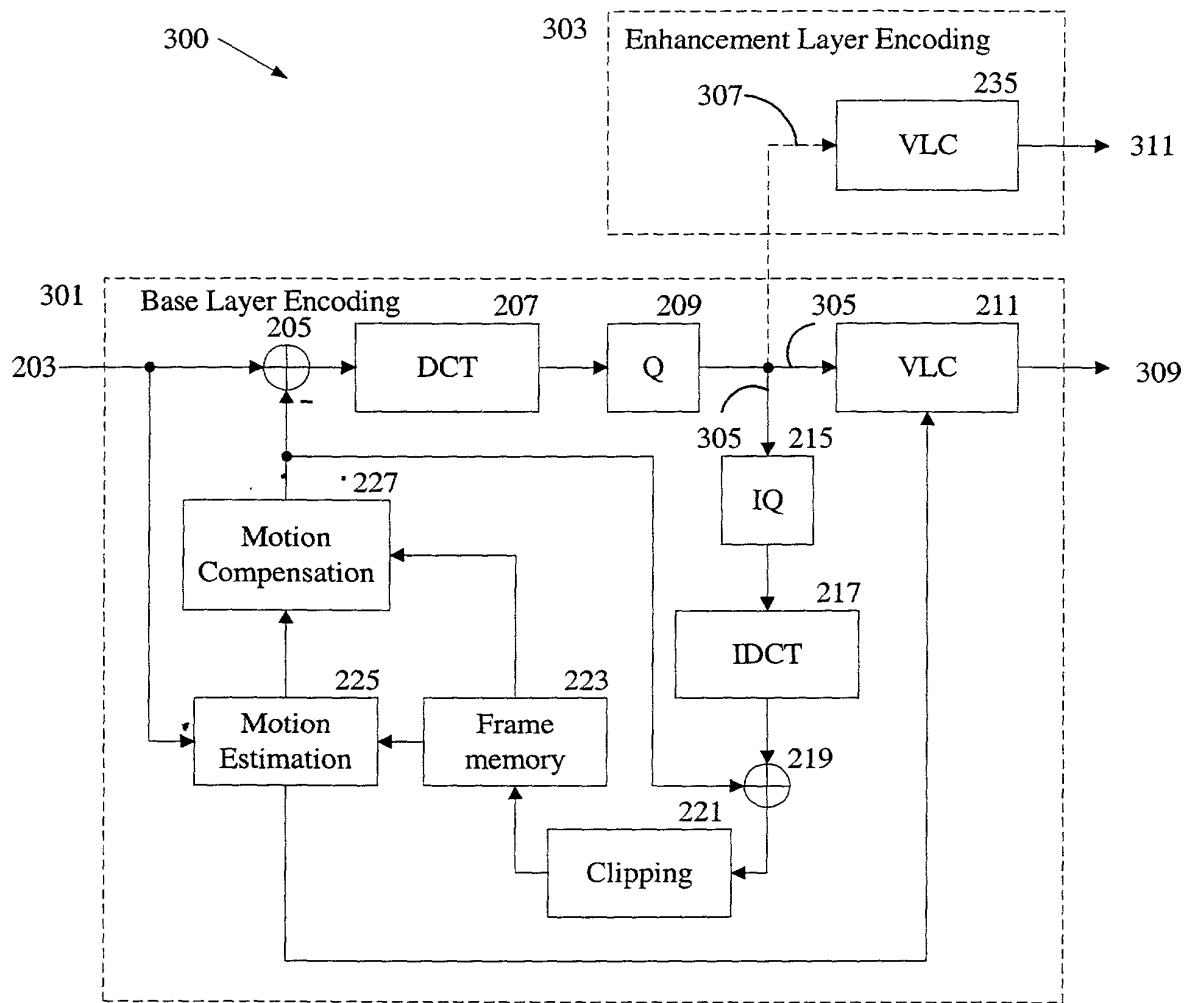 300
303
Enhancement Layer Encoding
307
235
VLC
311
301
Base Layer Encoding
205
207
209
305
211
203
DCT
Q
VLC
309
−
305
215
227
IQ
Motion
Compensation
217
IDCT
225
223
Motion
Estimation
Frame
memory
219
221
Clipping